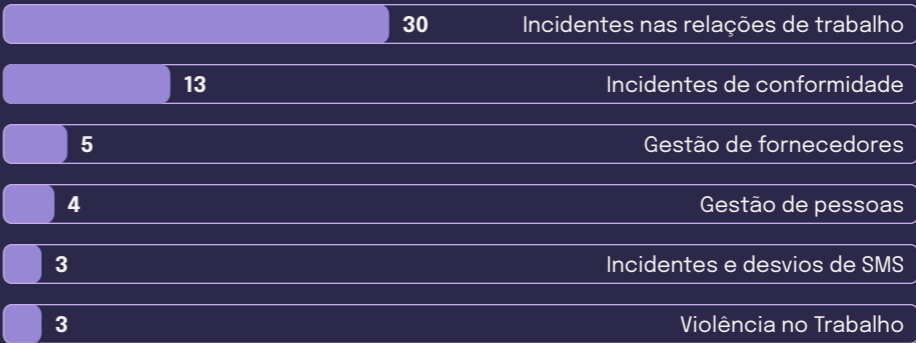 30 Incidentes nas relações de trabalho
13 Incidentes de conformidade
5 Gestão de fornecedores
4 Gestão de pessoas
3 Incidentes e desvios de SMS
3 Violência no Trabalho